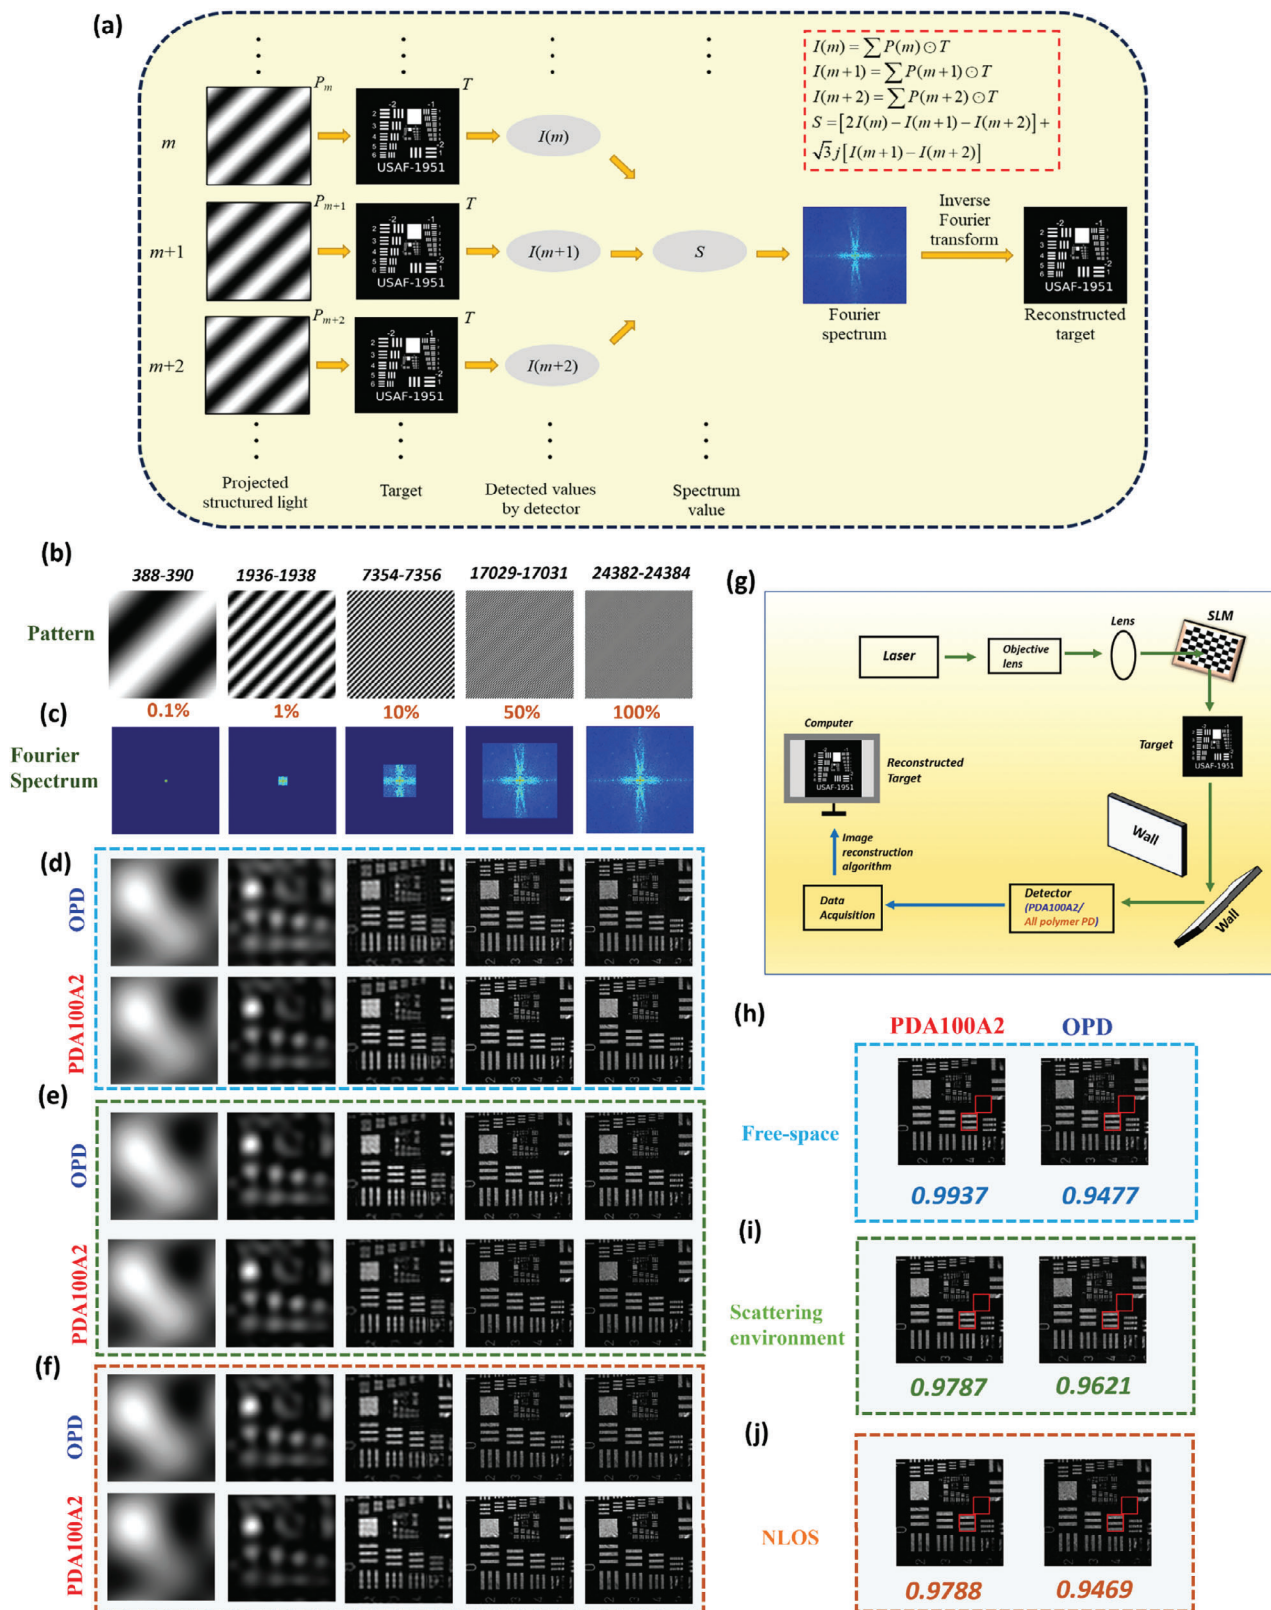 (a)
P_m
T
m
I(m)
P_{m+1}
T
m+1
I(m+1)
S
P_{m+2}
T
m+2
I(m+2)
USAF-1951
USAF-1951
USAF-1951
I(m) = ∑ P(m) ⊙ T
I(m+1) = ∑ P(m+1) ⊙ T
I(m+2) = ∑ P(m+2) ⊙ T
S = [2I(m) − I(m+1) − I(m+2)] +
√3j[I(m+1) − I(m+2)]
Inverse
Fourier
transform
USAF-1951
Fourier
spectrum
Reconstructed
target
Projected
structured light
Target
Detected values
by detector
Spectrum
value
(b)
388-390 1936-1938 7354-7356 17029-17031 24382-24384
Pattern
(c)
0.1% 1% 10% 50% 100%
Fourier
Spectrum
(d)
OPD
PDA100A2
(e)
OPD
PDA100A2
(f)
OPD
PDA100A2
(g)
Laser
Objective
lens
Lens
SLM
Target
USAF-1951
Wall
Wall
Detector
(PDA100A2/
All polymer PD)
Data
Acquisition
Image
reconstruction
algorithm
Computer
USAF-1951
Reconstructed
Target
(h)
PDA100A2 OPD
Free-space
0.9937 0.9477
(i)
Scattering
environment
0.9787 0.9621
(j)
NLOS
0.9788 0.9469